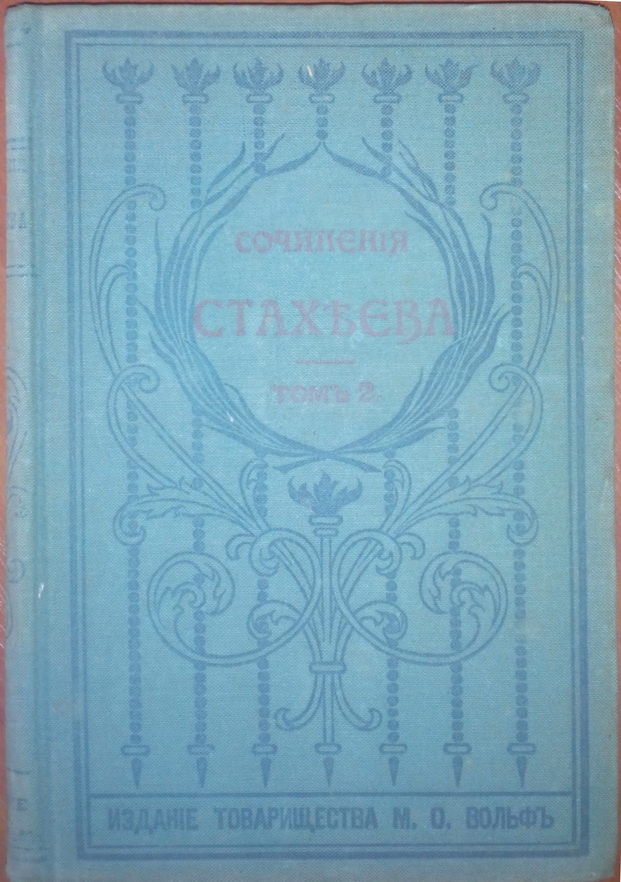 СОЧИНЕНІЯ
СТАХѢЕВА
ТОМЪ 2
ИЗДАНІЕ ТОВАРИЩЕСТВА М. О. ВОЛЬФЪ